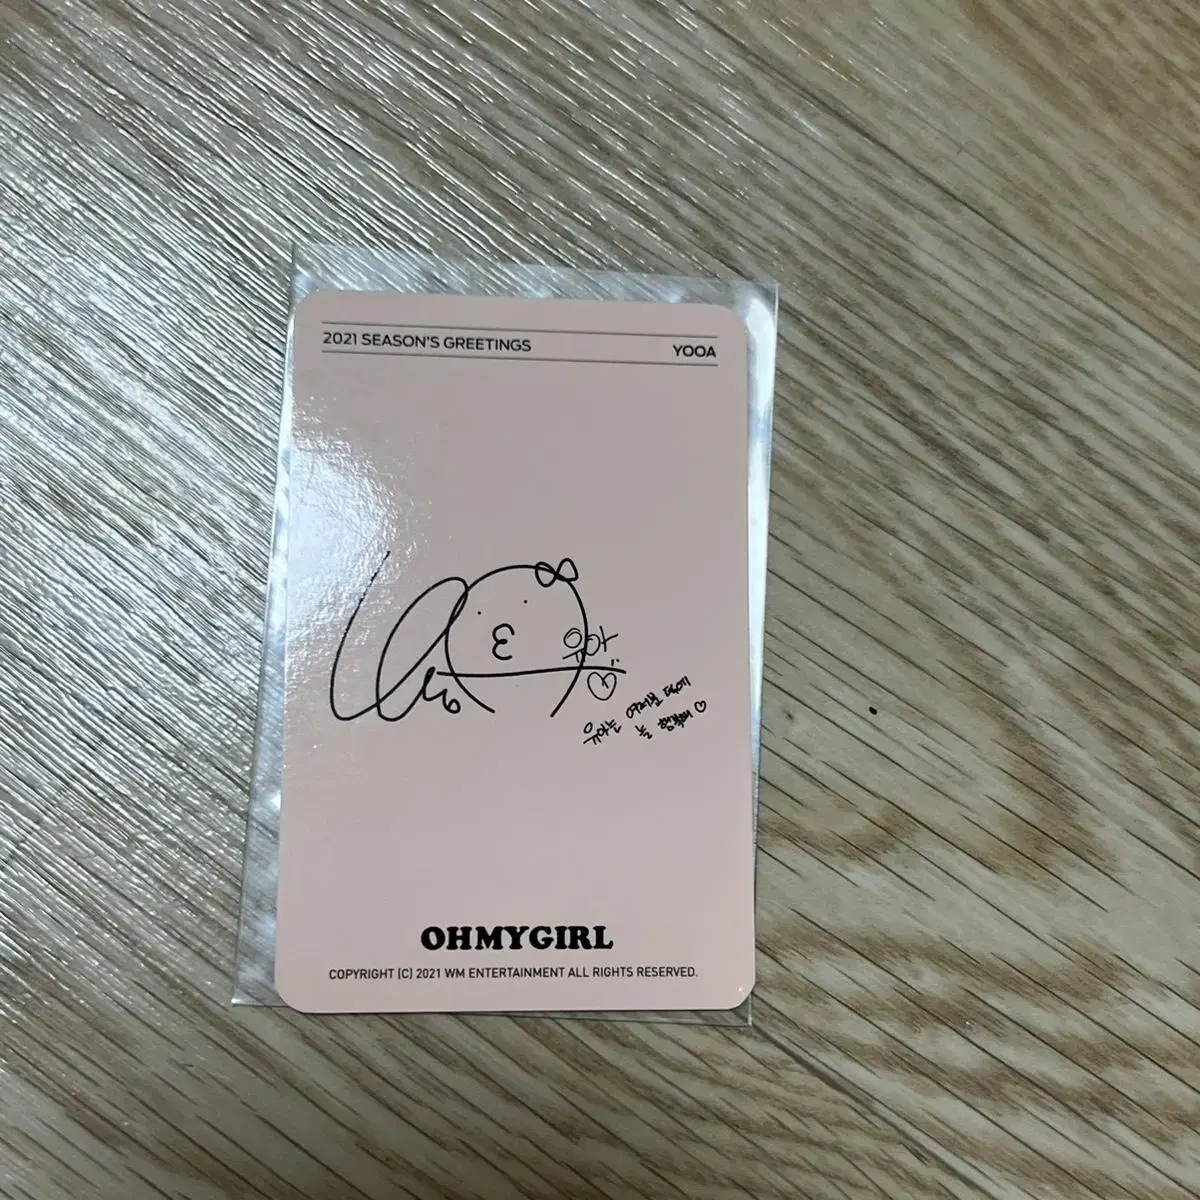 2021 SEASON'S GREETINGS
YOOA
유아
유아는 여러분 덕에
늘 행복해 ♡
OHMYGIRL
COPYRIGHT (C) 2021 WM ENTERTAINMENT ALL RIGHTS RESERVED.